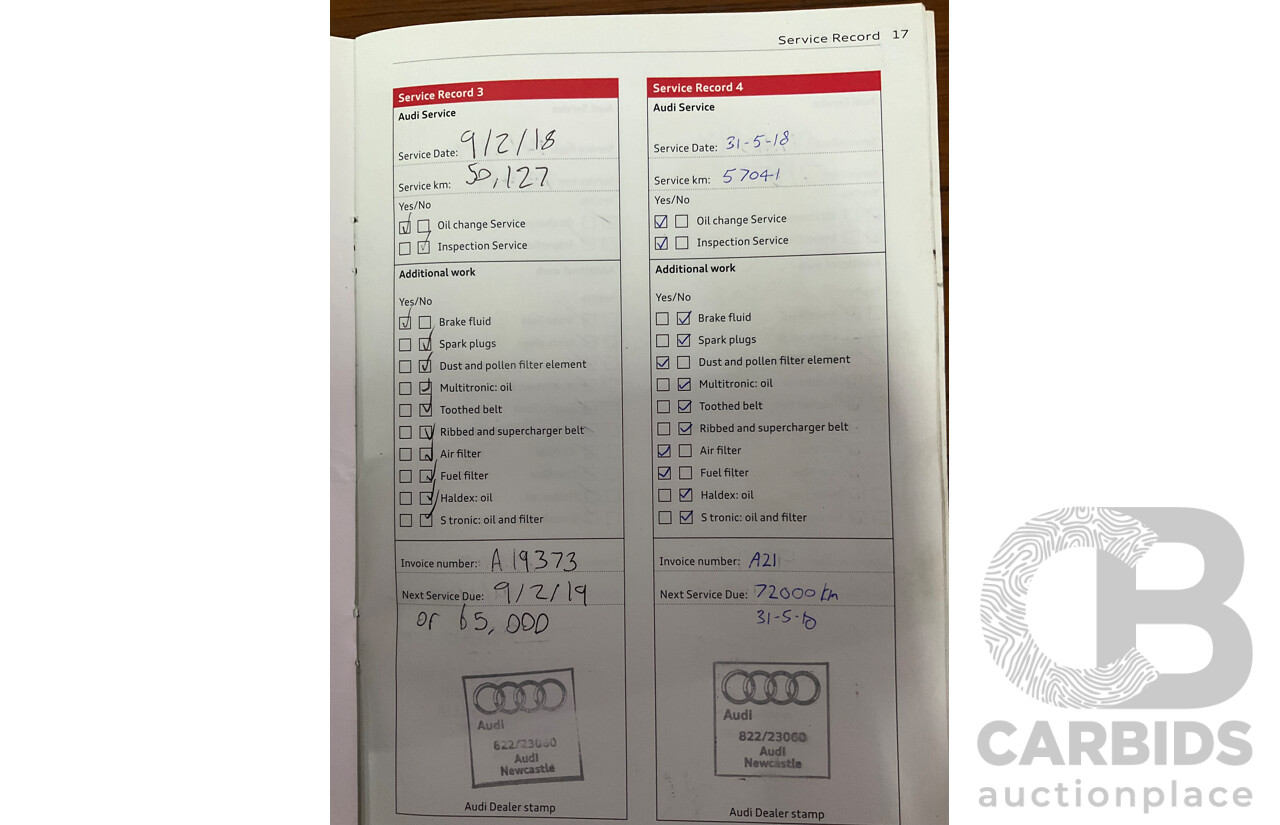 Service Record 17
Service Record 3
Audi Service
Service Date: 9/2/18
Service km: 50,127
Yes/No
Oil change Service
Inspection Service
Additional work
Yes/No
Brake fluid
Spark plugs
Dust and pollen filter element
Multitronic: oil
Toothed belt
Ribbed and supercharger belt
Air filter
Fuel filter
Haldex: oil
S tronic: oil and filter
Invoice number: A 19373
Next Service Due: 9/2/19
or 65,000
Audi
822/23060
Audi
Newcastle
Audi Dealer stamp
Service Record 4
Audi Service
Service Date: 31-5-18
Service km: 57041
Yes/No
Oil change Service
Inspection Service
Additional work
Yes/No
Brake fluid
Spark plugs
Dust and pollen filter element
Multitronic: oil
Toothed belt
Ribbed and supercharger belt
Air filter
Fuel filter
Haldex: oil
S tronic: oil and filter
Invoice number: A21
Next Service Due: 72000 km
Audi
822/23060
Audi
Newcastle
Audi Dealer stamp
CB
CARBIDS
auctionplace